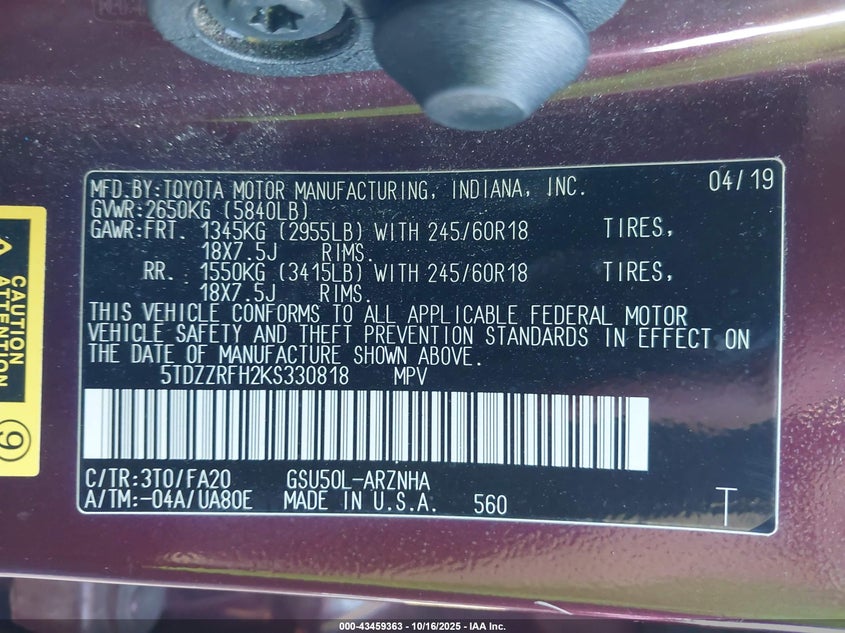 MFD.BY:TOYOTA MOTOR MANUFACTURING, INDIANA, INC. 04/19
GVWR:2650KG (5840LB)
GAWR:FRT. 1345KG (2955LB) WITH 245/60R18 TIRES,
18X7.5J RIMS.
RR. 1550KG (3415LB) WITH 245/60R18 TIRES,
18X7.5J RIMS.
THIS VEHICLE CONFORMS TO ALL APPLICABLE FEDERAL MOTOR
VEHICLE SAFETY AND THEFT PREVENTION STANDARDS IN EFFECT ON
THE DATE OF MANUFACTURE SHOWN ABOVE.
5TDZZRFH2KS330818 MPV
C/TR:3T0/FA20 GSU50L-ARZNHA
A/TM:-04A/UA80E MADE IN U.S.A. 560 T
CAUTION
ATTENTION
9
000-43459363 - 10/16/2025 - IAA Inc.